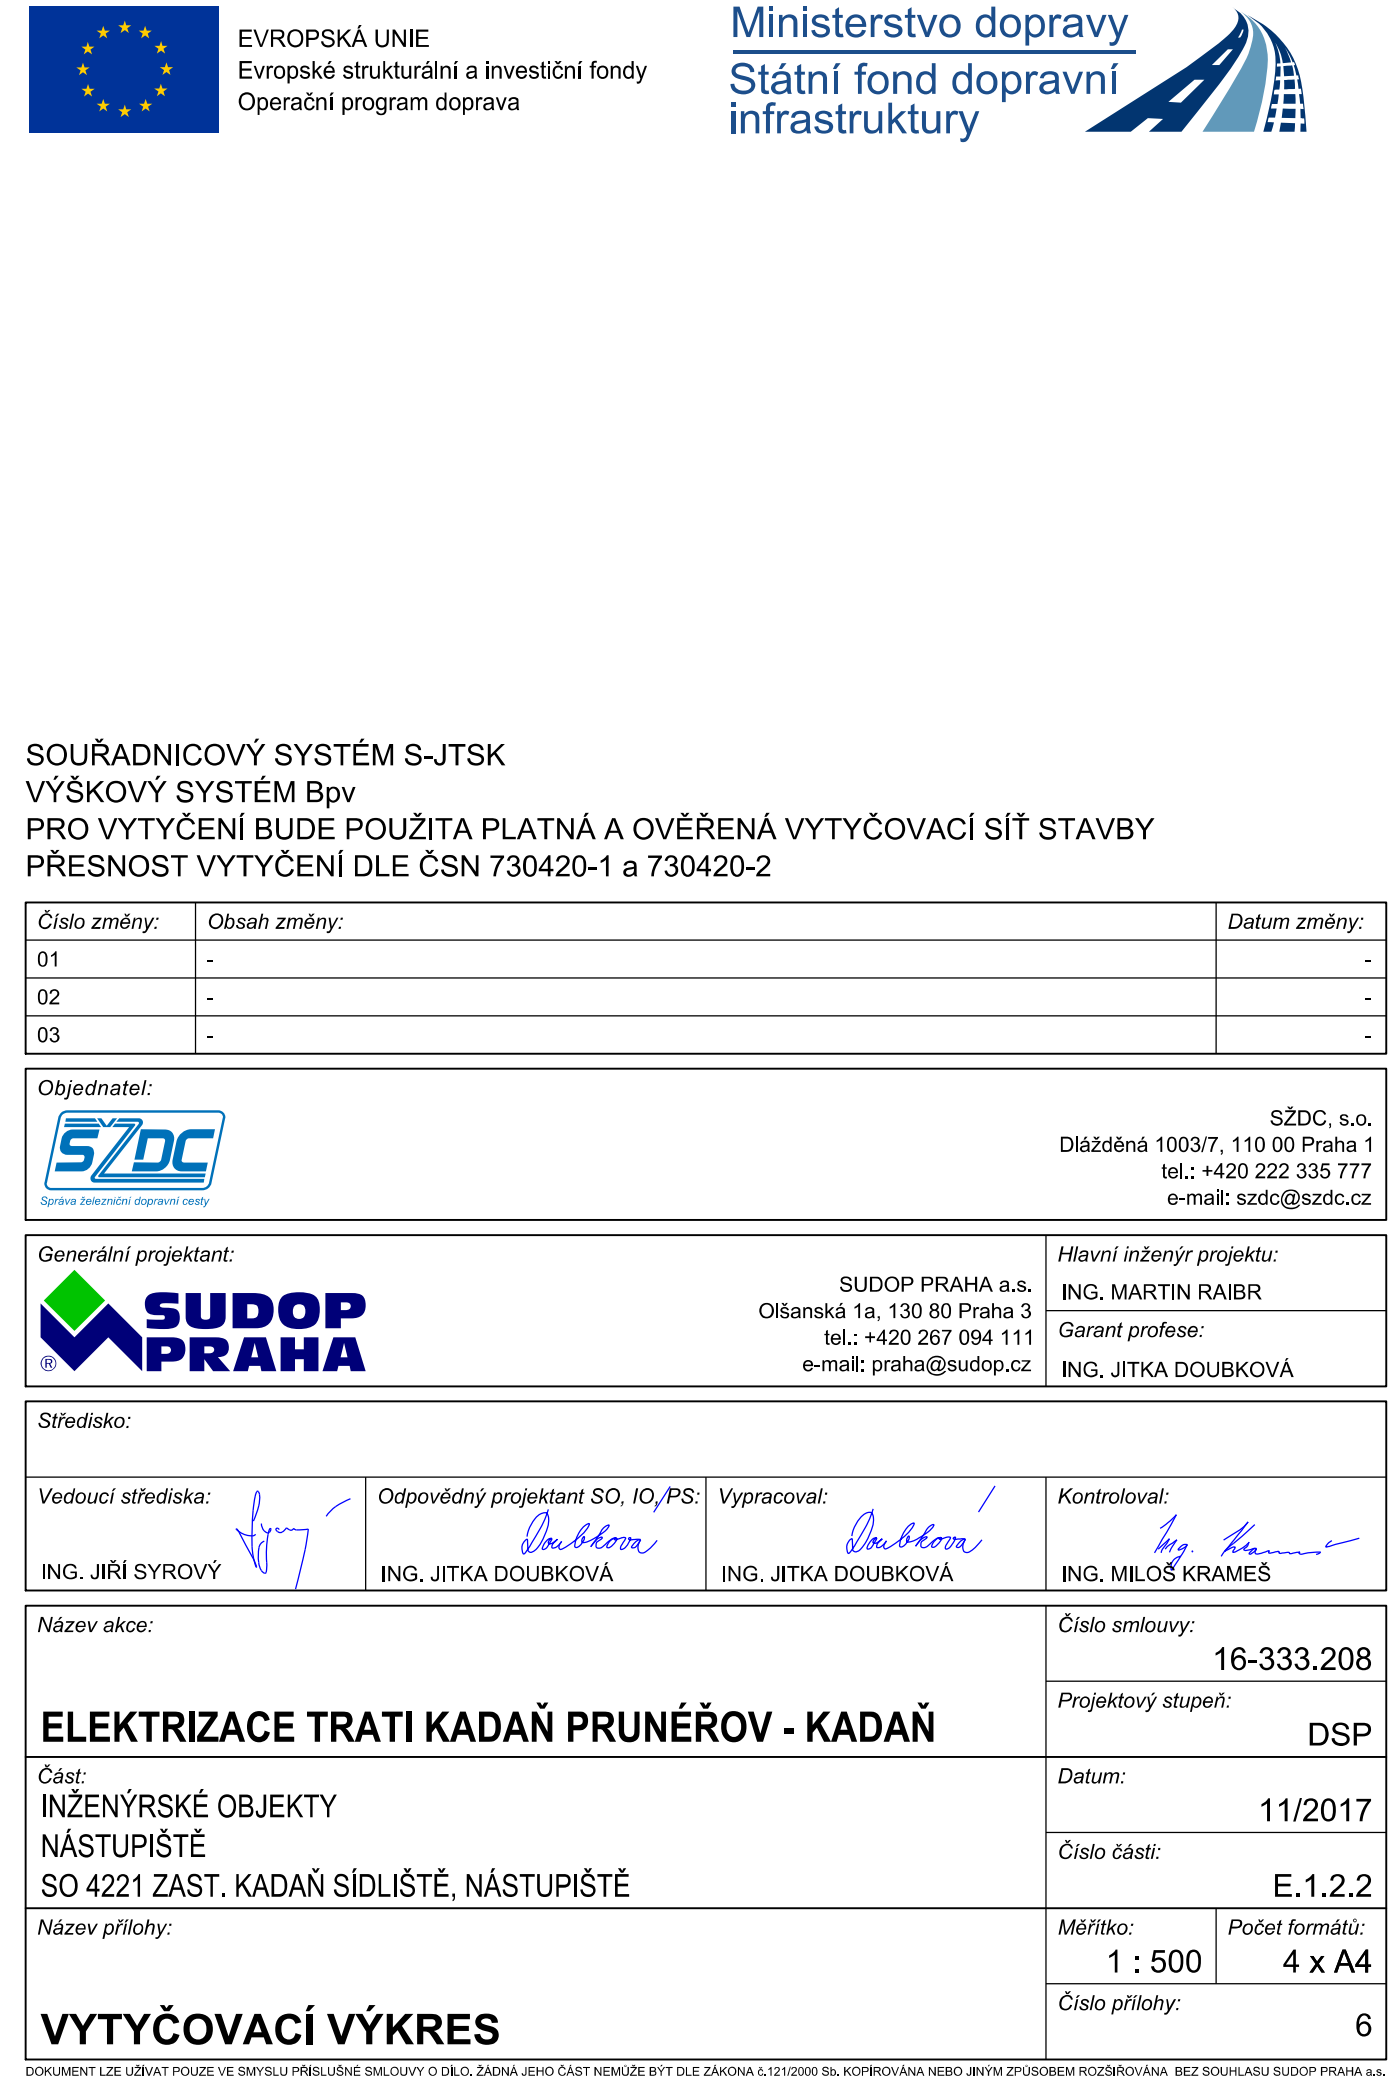 EVROPSKÁ UNIE
Evropské strukturální a investiční fondy
Operační program doprava
Ministerstvo dopravy
Státní fond dopravní
infrastruktury
SOUŘADNICOVÝ SYSTÉM S-JTSK
VÝŠKOVÝ SYSTÉM Bpv
PRO VYTYČENÍ BUDE POUŽITA PLATNÁ A OVĚŘENÁ VYTYČOVACÍ SÍŤ STAVBY
PŘESNOST VYTYČENÍ DLE ČSN 730420-1 a 730420-2
Číslo změny: Obsah změny: Datum změny:
01 - -
02 - -
03 - -
Objednatel:
SŽDC
Správa železniční dopravní cesty
SŽDC, s.o.
Dlážděná 1003/7, 110 00 Praha 1
tel.: +420 222 335 777
e-mail: szdc@szdc.cz
Generální projektant:
SUDOP
PRAHA
®
SUDOP PRAHA a.s.
Olšanská 1a, 130 80 Praha 3
tel.: +420 267 094 111
e-mail: praha@sudop.cz
Hlavní inženýr projektu:
ING. MARTIN RAIBR
Garant profese:
ING. JITKA DOUBKOVÁ
Středisko:
Vedoucí střediska:
ING. JIŘÍ SYROVÝ
Odpovědný projektant SO, IO, PS:
Doubková
ING. JITKA DOUBKOVÁ
Vypracoval:
Doubková
ING. JITKA DOUBKOVÁ
Kontroloval:
Ing. Krameš
ING. MILOŠ KRAMEŠ
Název akce:
ELEKTRIZACE TRATI KADAŇ PRUNÉŘOV - KADAŇ
Číslo smlouvy:
16-333.208
Projektový stupeň:
DSP
Část:
INŽENÝRSKÉ OBJEKTY
NÁSTUPIŠTĚ
SO 4221 ZAST. KADAŇ SÍDLIŠTĚ, NÁSTUPIŠTĚ
Datum:
11/2017
Číslo části:
E.1.2.2
Název přílohy:
VYTYČOVACÍ VÝKRES
Měřítko:
1 : 500
Počet formátů:
4 x A4
Číslo přílohy:
6
DOKUMENT LZE UŽÍVAT POUZE VE SMYSLU PŘÍSLUŠNÉ SMLOUVY O DÍLO. ŽÁDNÁ JEHO ČÁST NEMŮŽE BÝT DLE ZÁKONA č.121/2000 Sb. KOPÍROVÁNA NEBO JINÝM ZPŮSOBEM ROZŠIŘOVÁNA BEZ SOUHLASU SUDOP PRAHA a.s.